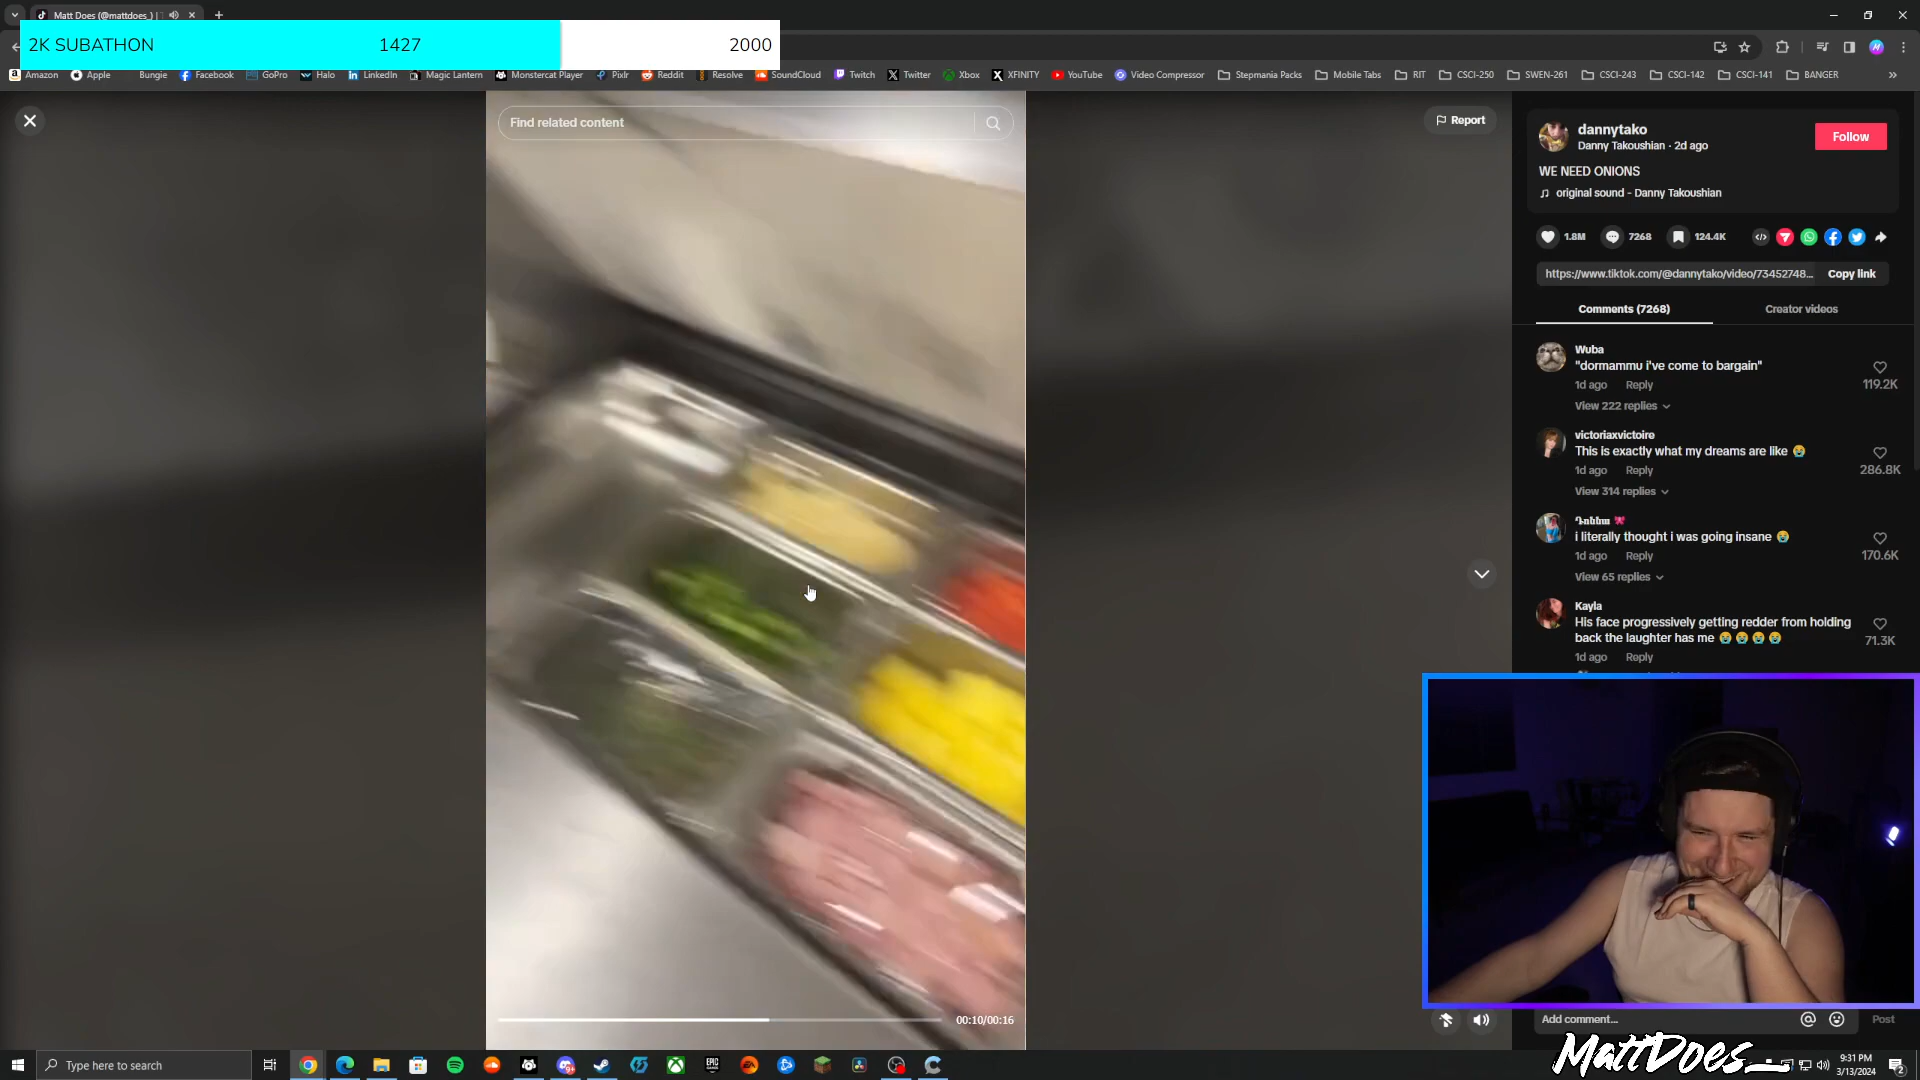 Matt Does (@mattdoes_) | T
2K SUBATHON 1427 2000
Amazon Apple Bungie Facebook GoPro Halo LinkedIn Magic Lantern Monstercat Player Pixlr Reddit Resolve SoundCloud Twitch Twitter Xbox XFINITY YouTube Video Compressor Stepmania Packs Mobile Tabs RIT CSCI-250 SWEN-261 CSCI-243 CSCI-142 CSCI-141 BANGER
Find related content
Report
dannytako
Danny Takoushian · 2d ago
Follow
WE NEED ONIONS
original sound - Danny Takoushian
1.8M 7268 124.4K
https://www.tiktok.com/@dannytako/video/73452748... Copy link
Comments (7268) Creator videos
Wuba
"dormammu i've come to bargain"
1d ago Reply 119.2K
View 222 replies
victoriaxvictoire
This is exactly what my dreams are like 😭
1d ago Reply 286.8K
View 314 replies
i literally thought i was going insane 😭
1d ago Reply 170.6K
View 65 replies
Kayla
His face progressively getting redder from holding
back the laughter has me 😭😭😭😭
1d ago Reply 71.3K
00:10/00:16
Add comment... Post
MattDoes_
Type here to search
9:31 PM
3/13/2024